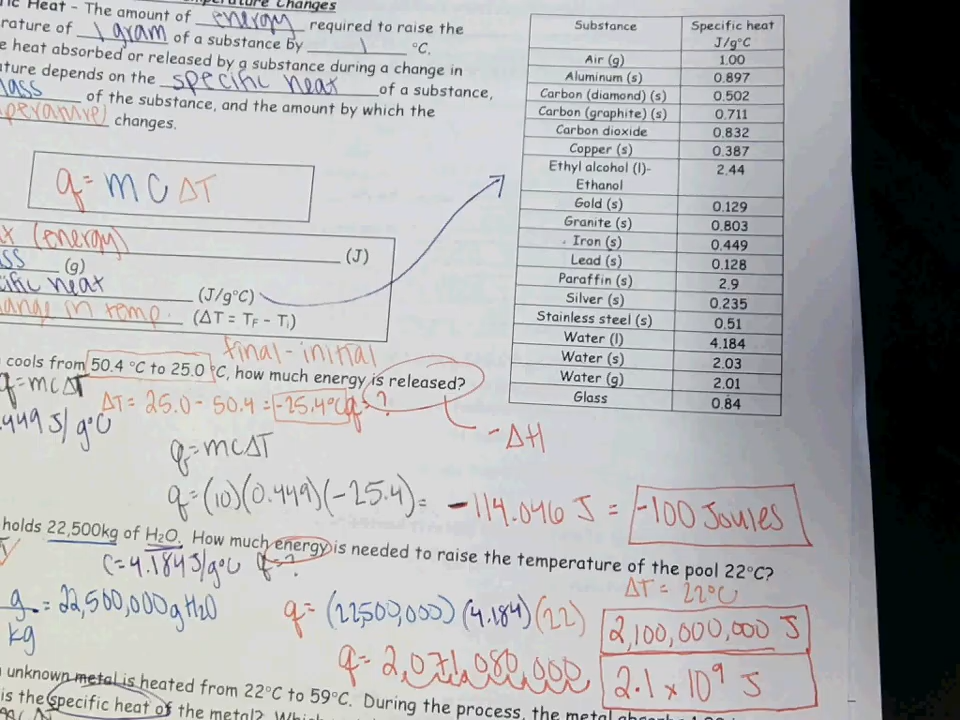 Heat - The amount of energy required to raise the
of 1 gram of a substance by 1 °C.
heat absorbed or released by a substance during a change in
depends on the specific heat of a substance,
of the substance, and the amount by which the
changes.
q = m C ΔT
(energy) (J)
(g)
heat (J/g°C)
in temp. (ΔT = TF - Ti)
final - initial
Substance Specific heat J/g°C
Air (g) 1.00
Aluminum (s) 0.897
Carbon (diamond) (s) 0.502
Carbon (graphite) (s) 0.711
Carbon dioxide 0.832
Copper (s) 0.387
Ethyl alcohol (l)- Ethanol 2.44
Gold (s) 0.129
Granite (s) 0.803
Iron (s) 0.449
Lead (s) 0.128
Paraffin (s) 2.9
Silver (s) 0.235
Stainless steel (s) 0.51
Water (l) 4.184
Water (s) 2.03
Water (g) 2.01
Glass 0.84
cools from 50.4 °C to 25.0 °C, how much energy is released?
q = mCΔT
ΔT = 25.0 - 50.4 = -25.4°C q = ?
449 J/g°C
-ΔH
q = mCΔT
q = (10)(0.449)(-25.4) = -114.046 J = -100 Joules
holds 22,500kg of H₂O. How much energy is needed to raise the temperature of the pool 22°C?
C = 4.184 J/g°C q = ?
ΔT = 22°C
g = 22,500,000 g H₂O
kg
q = (22,500,000) (4.184) (22)
2,100,000,000 J
q = 2,071,080,000
2.1 x 10⁹ J
unknown metal is heated from 22°C to 59°C. During the process, the metal
is the specific heat of the metal?